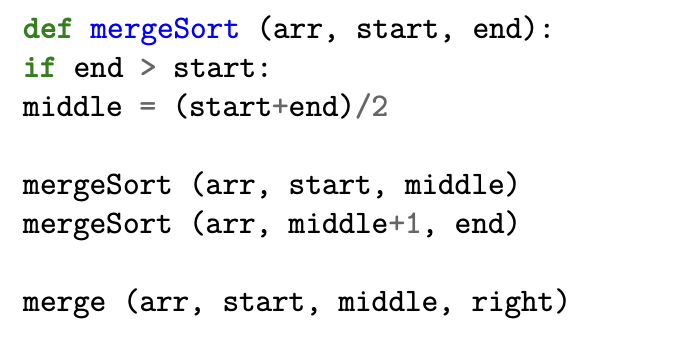 def mergeSort (arr, start, end):
if end > start:
middle = (start+end)/2
mergeSort (arr, start, middle)
mergeSort (arr, middle+1, end)
merge (arr, start, middle, right)